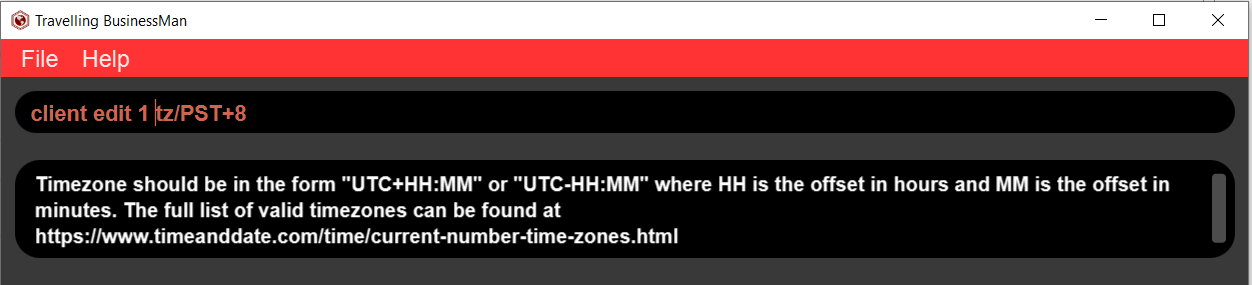 Travelling BusinessMan
File Help
client edit 1 tz/PST+8
Timezone should be in the form "UTC+HH:MM" or "UTC-HH:MM" where HH is the offset in hours and MM is the offset in
minutes. The full list of valid timezones can be found at
https://www.timeanddate.com/time/current-number-time-zones.html